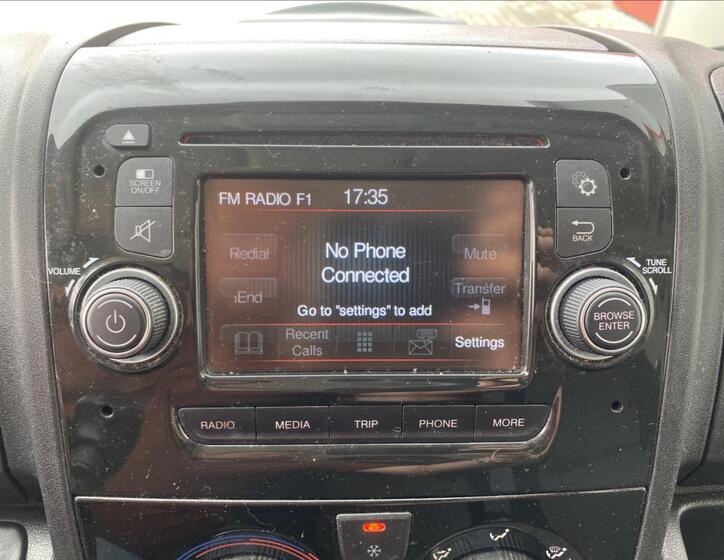 SCREEN
ON/OFF
FM RADIO F1 17:35
Redial
No Phone
Connected
Mute
BACK
VOLUME
TUNE
SCROLL
End
Transfer
Go to "settings" to add
BROWSE
ENTER
Recent
Calls
Settings
RADIO MEDIA TRIP PHONE MORE